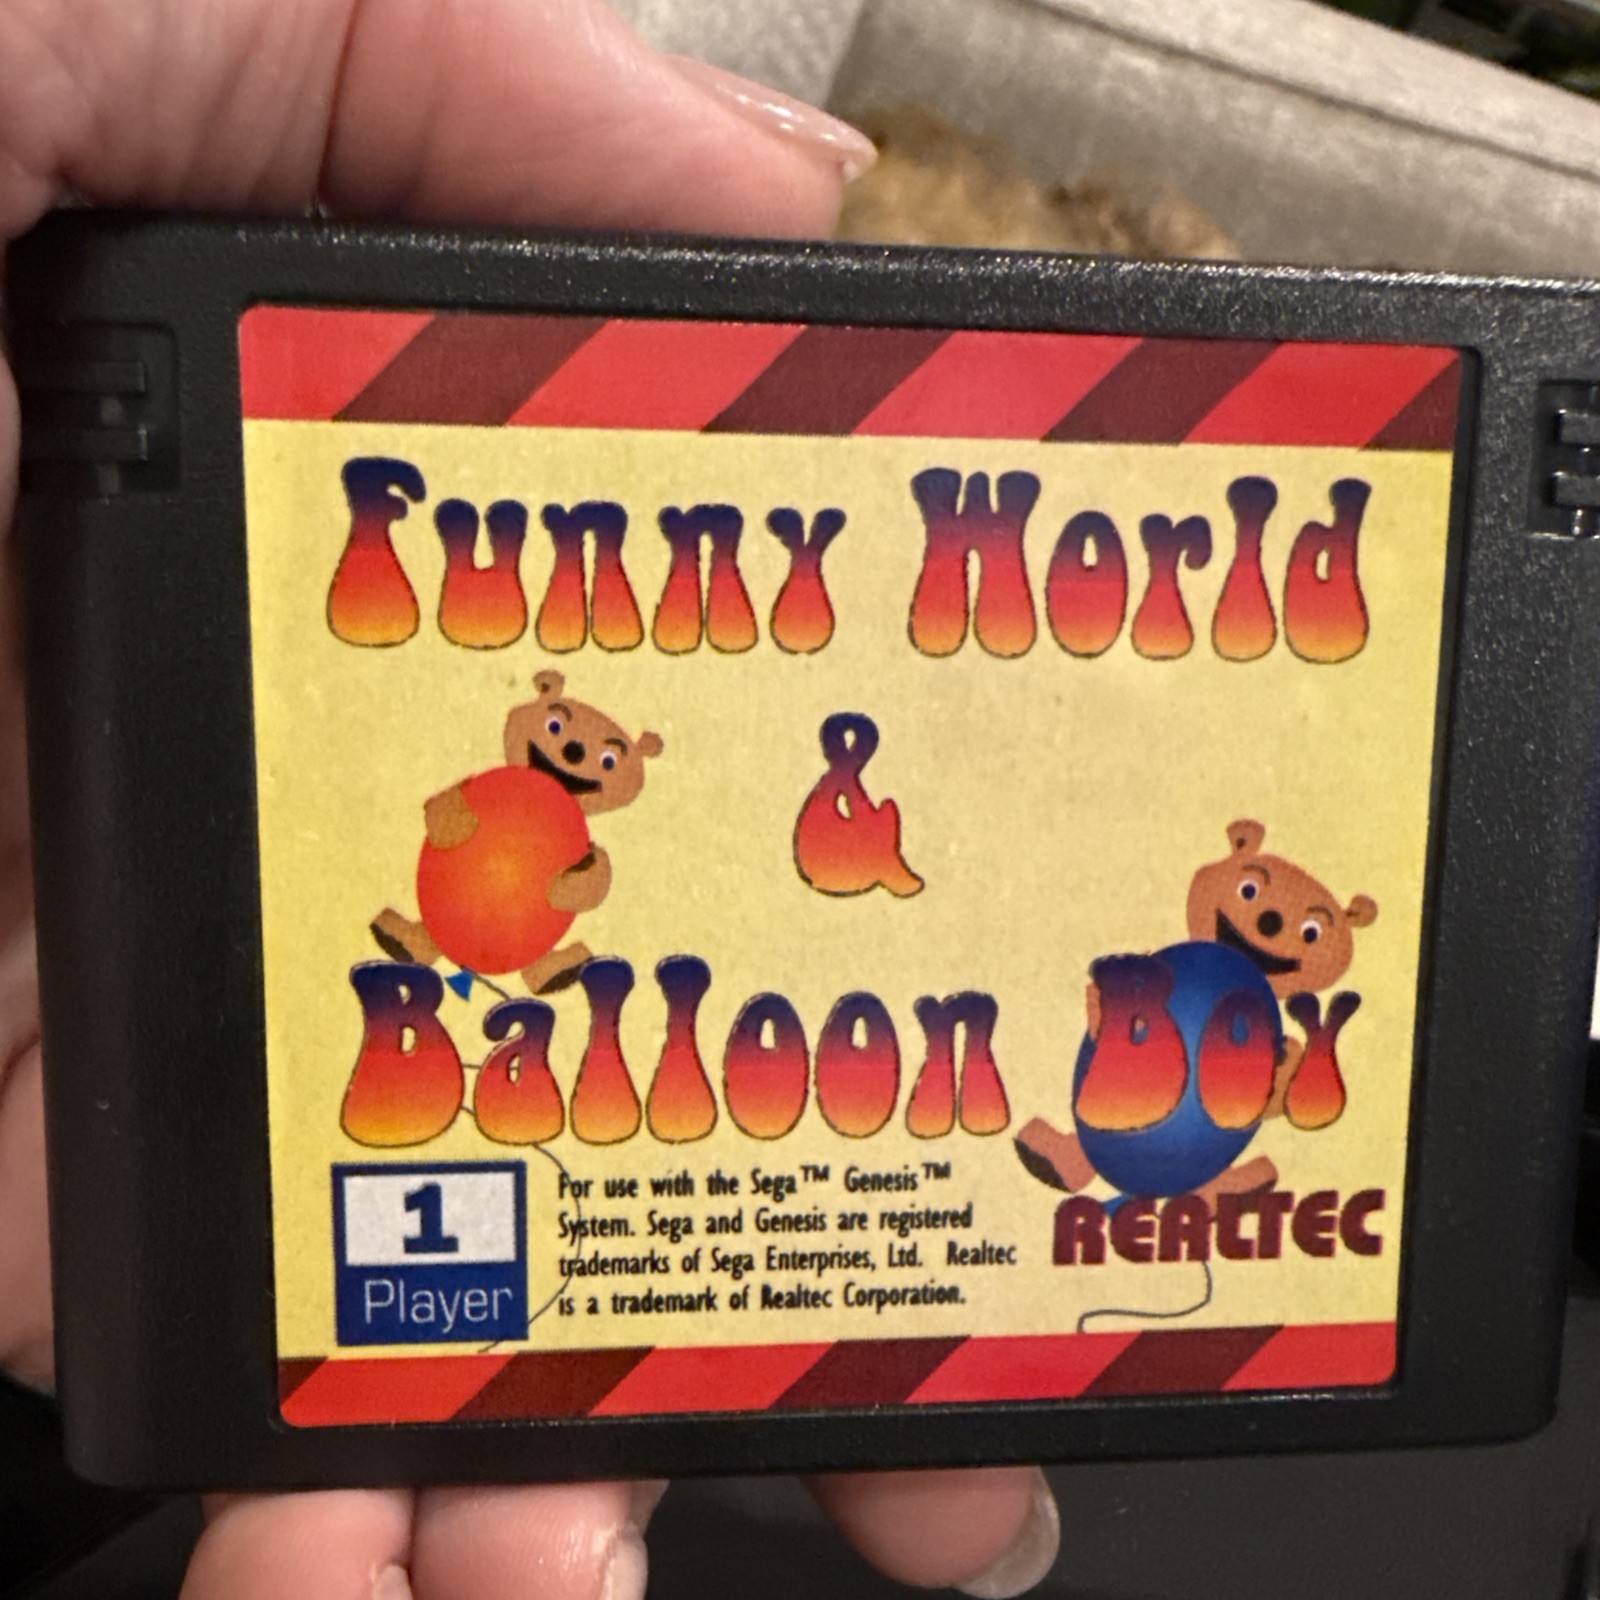 Funny World
&
Balloon Boy
1
Player
For use with the Sega™ Genesis™
System. Sega and Genesis are registered
trademarks of Sega Enterprises, Ltd. Realtec
is a trademark of Realtec Corporation.
REALTEC